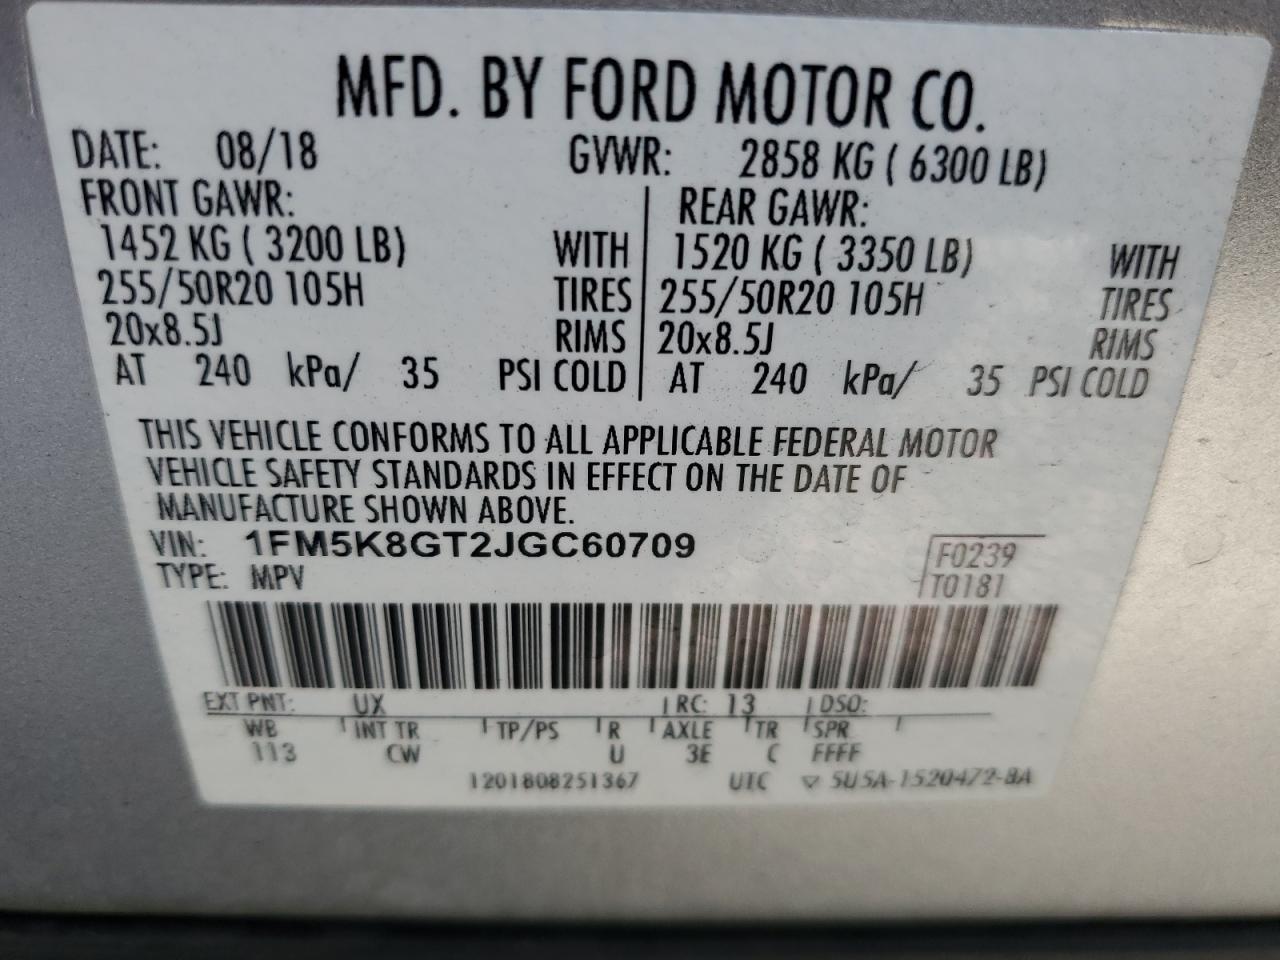 MFD. BY FORD MOTOR CO.
DATE: 08/18 GVWR: 2858 KG ( 6300 LB)
FRONT GAWR: REAR GAWR:
1452 KG ( 3200 LB) WITH 1520 KG ( 3350 LB) WITH
255/50R20 105H TIRES 255/50R20 105H TIRES
20x8.5J RIMS 20x8.5J RIMS
AT 240 kPa/ 35 PSI COLD AT 240 kPa/ 35 PSI COLD
THIS VEHICLE CONFORMS TO ALL APPLICABLE FEDERAL MOTOR
VEHICLE SAFETY STANDARDS IN EFFECT ON THE DATE OF
MANUFACTURE SHOWN ABOVE.
VIN: 1FM5K8GT2JGC60709 F0239
TYPE: MPV T0181
EXT PNT: UX RC: 13 DSO:
WB INT TR TP/PS R AXLE TR SPR
113 CW U 3E C FFFF
1201808251367 UTC ▽ 5U5A-1520472-BA